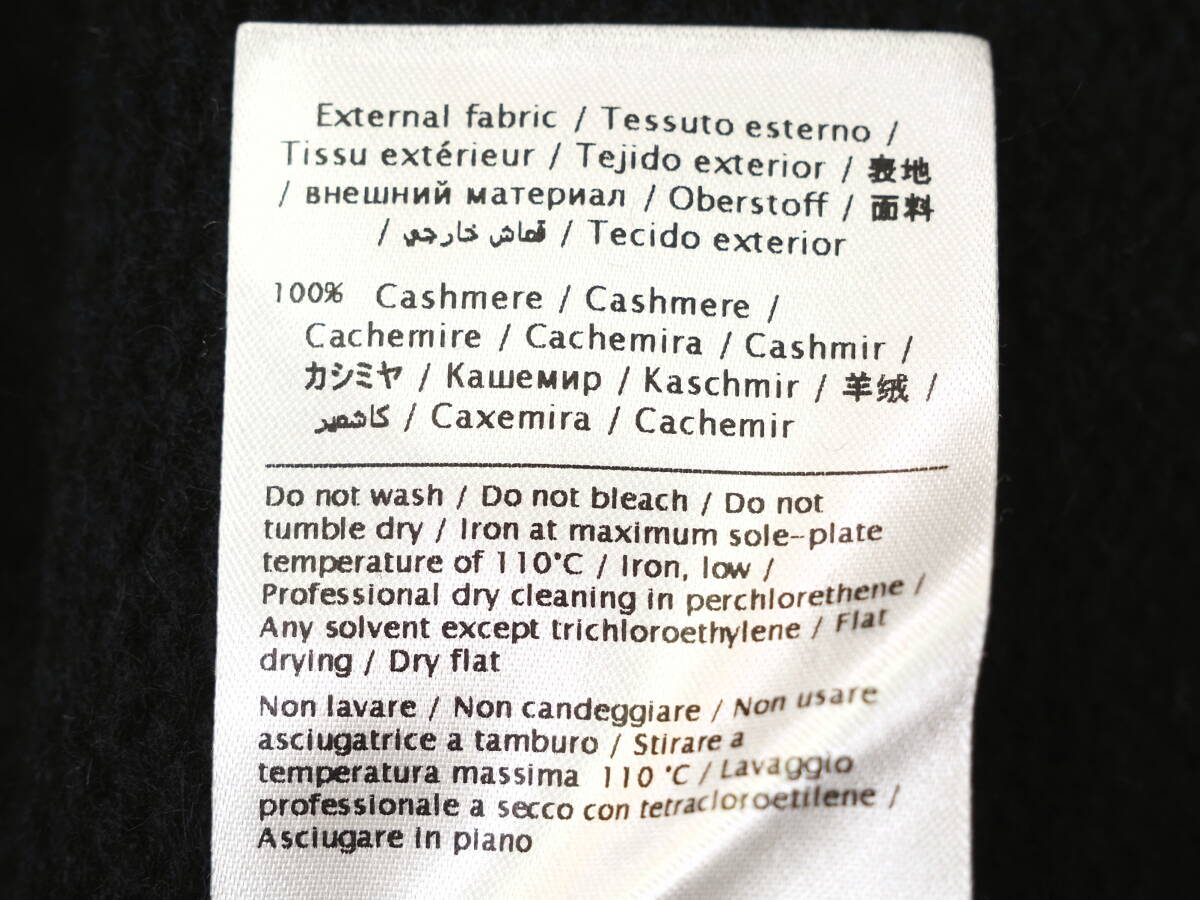 External fabric / Tessuto esterno /
Tissu extérieur / Tejido exterior / 表地
/ внешний материал / Oberstoff / 面料
/ قماش خارجي / Tecido exterior
100% Cashmere / Cashmere /
Cachemire / Cachemira / Cashmir /
カシミヤ / Кашемир / Kaschmir / 羊绒 /
كاشمير / Caxemira / Cachemir
Do not wash / Do not bleach / Do not
tumble dry / Iron at maximum sole-plate
temperature of 110°C / Iron, low /
Professional dry cleaning in perchlorethene /
Any solvent except trichloroethylene / Flat
drying / Dry flat
Non lavare / Non candeggiare / Non usare
asciugatrice a tamburo / Stirare a
temperatura massima 110 °C / Lavaggio
professionale a secco con tetracloroetilene /
Asciugare in piano